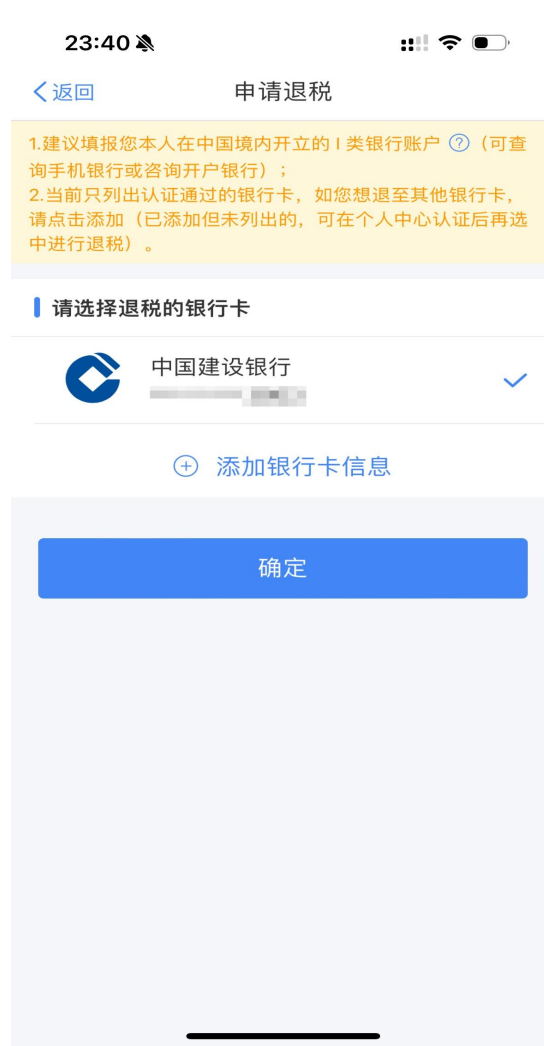 23:40
返回
申请退税
1.建议填报您本人在中国境内开立的 I 类银行账户 ?（可查
询手机银行或咨询开户银行）；
2.当前只列出认证通过的银行卡，如您想退至其他银行卡，
请点击添加（已添加但未列出的，可在个人中心认证后再选
中进行退税）。
请选择退税的银行卡
中国建设银行
添加银行卡信息
确定